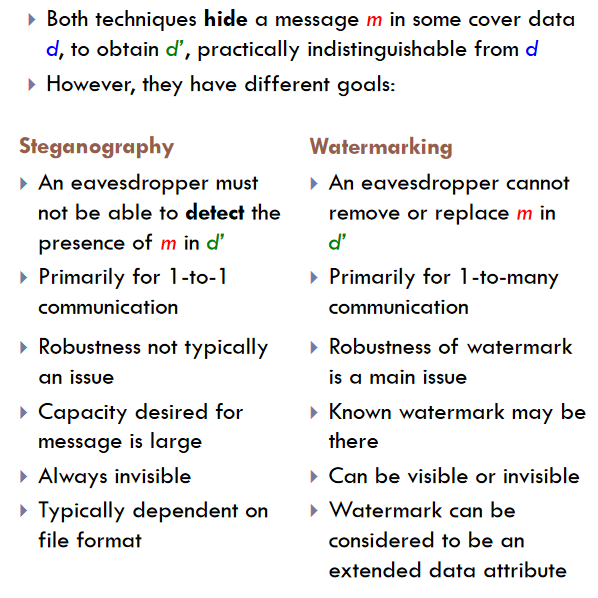 Both techniques hide a message m in some cover data
d, to obtain d’, practically indistinguishable from d
However, they have different goals:
Steganography
An eavesdropper must
not be able to detect the
presence of m in d’
Primarily for 1-to-1
communication
Robustness not typically
an issue
Capacity desired for
message is large
Always invisible
Typically dependent on
file format
Watermarking
An eavesdropper cannot
remove or replace m in
d’
Primarily for 1-to-many
communication
Robustness of watermark
is a main issue
Known watermark may be
there
Can be visible or invisible
Watermark can be
considered to be an
extended data attribute